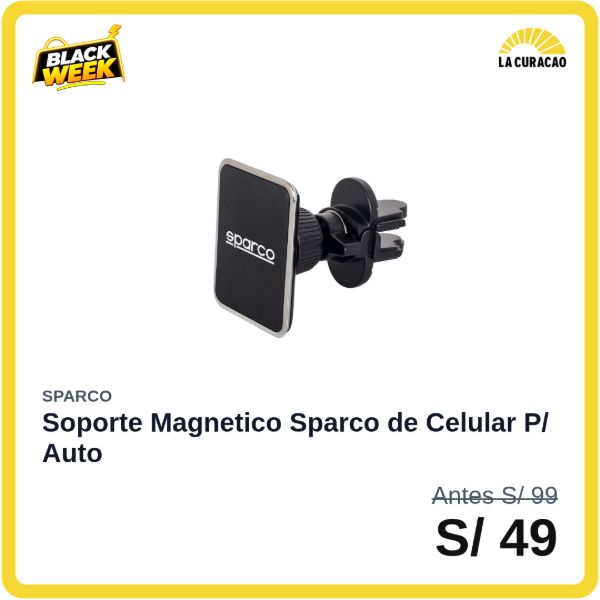 BLACK
WEEK
LA CURACAO
sparco
SPARCO
Soporte Magnetico Sparco de Celular P/
Auto
Antes S/ 99
S/ 49